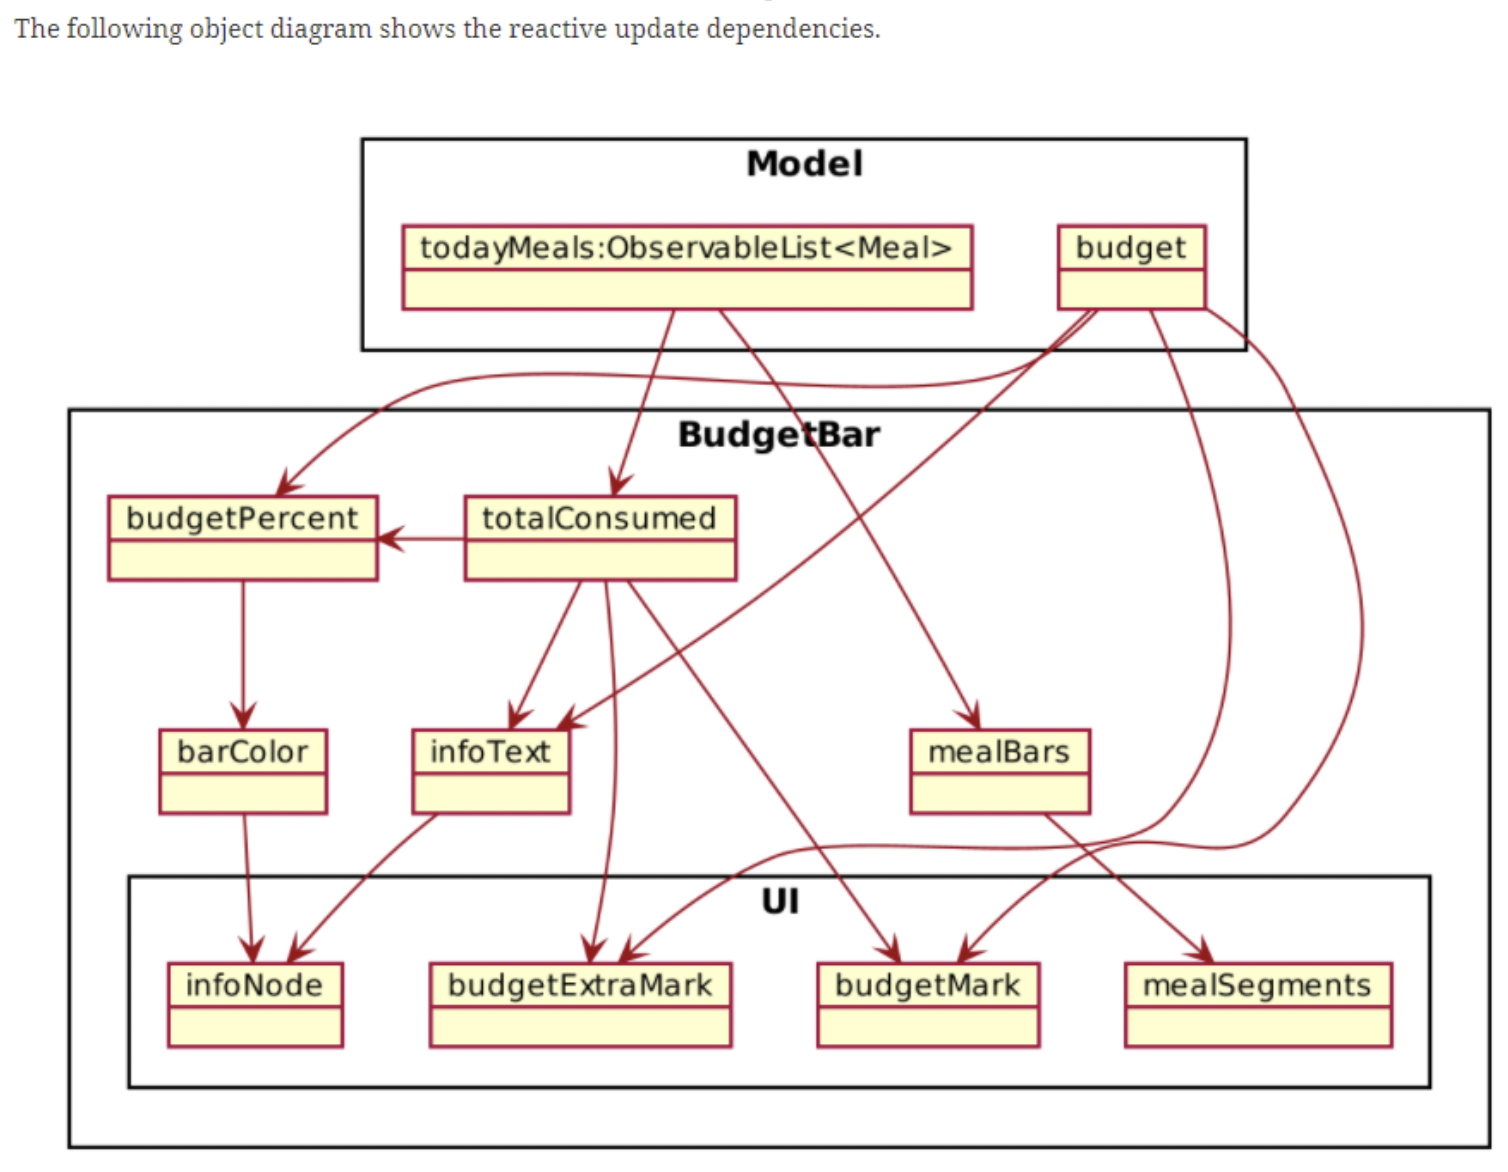 The following object diagram shows the reactive update dependencies.
Model
todayMeals:ObservableList<Meal>
budget
BudgetBar
budgetPercent
totalConsumed
barColor
infoText
mealBars
UI
infoNode
budgetExtraMark
budgetMark
mealSegments